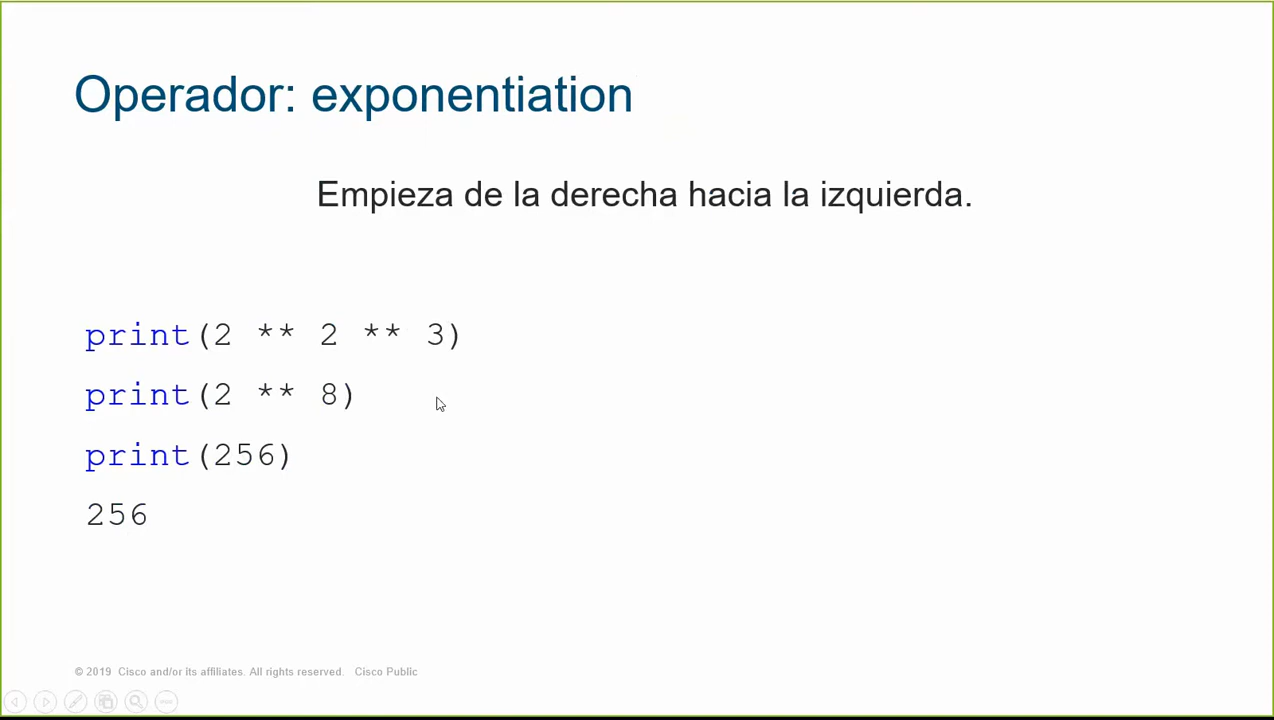 Operador: exponentiation
Empieza de la derecha hacia la izquierda.
print(2 ** 2 ** 3)
print(2 ** 8)
print(256)
256
© 2019 Cisco and/or its affiliates. All rights reserved. Cisco Public